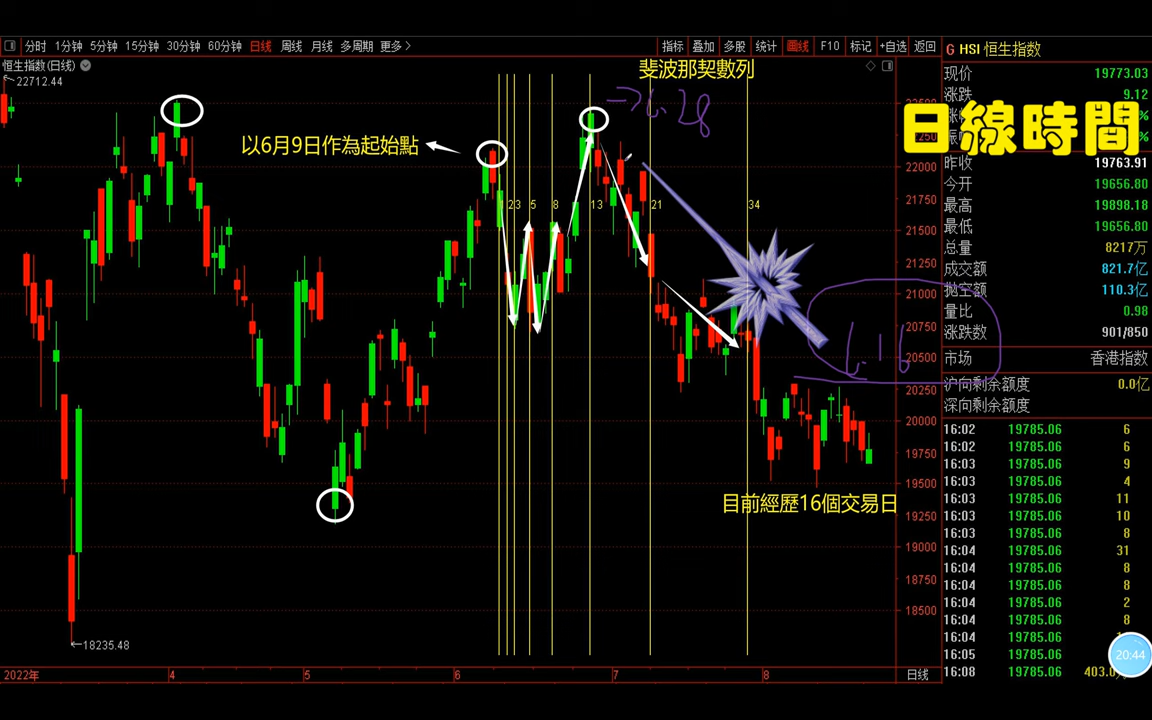 分时 1分钟 5分钟 15分钟 30分钟 60分钟 日线 周线 月线 多周期 更多
指标 叠加 多股 统计 画线 F10 标记 +自选 返回
G HSI 恒生指数
恒生指数(日线)
22712.44
斐波那契數列
日線時間
→6.28
以6月9日作為起始點
现价 19773.03
涨跌 9.12
昨收 19763.91
今开 19656.80
最高 19898.18
最低 19656.80
总量 8217万
成交额 821.7亿
抛空额 110.3亿
量比 0.98
涨跌数 901/850
市场 香港指数
沪向剩余额度 0.0亿
深向剩余额度
2 3 5 8 13 21 34
22000
21750
21500
21250
21000
20750
20500
20250
20000
19750
19500
19250
19000
18750
18500
目前經歷16個交易日
18235.48
16:02 19785.06 6
16:02 19785.06 6
16:03 19785.06 9
16:03 19785.06 4
16:03 19785.06 11
16:03 19785.06 10
16:03 19785.06 8
16:04 19785.06 31
16:04 19785.06 8
16:04 19785.06 8
16:04 19785.06 2
16:04 19785.06 8
16:04 19785.06
16:05 19785.06
16:08 19785.06 403.0
20:44
2022年 4 5 6 7 8 日线